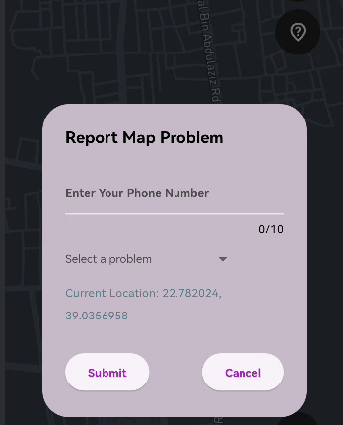 al Bin Abdulaziz Rd
Report Map Problem
Enter Your Phone Number
0/10
Select a problem
Current Location: 22.782024,
39.0356958
Submit
Cancel